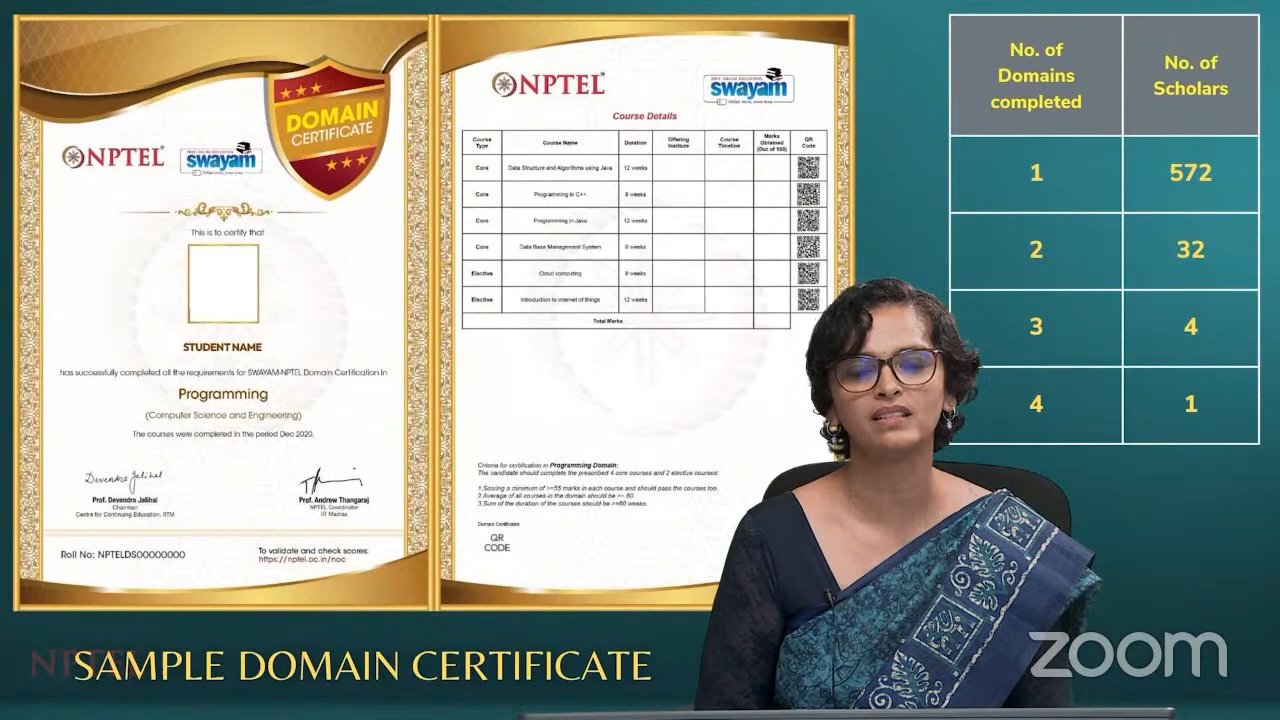 DOMAIN
CERTIFICATE
NPTEL
FREE ONLINE EDUCATION
swayam
This is to certify that
STUDENT NAME
has successfully completed all the requirements for SWAYAM-NPTEL Domain Certification in
Programming
(Computer Science and Engineering)
The courses were completed in the period Dec 2020.
Devendra Jalihal
Prof. Devendra Jalihal
Chairman
Centre for Continuing Education, IITM
Prof. Andrew Thangaraj
NPTEL Coordinator
IIT Madras
Roll No: NPTELDS00000000
To validate and check scores:
https://nptel.ac.in/noc
NPTEL®
FREE ONLINE EDUCATION
swayam
Course Details
Course Type Course Name Duration Offering Institute Course Timeline Marks Obtained (Out of 100) QR Code
Core Data Structure and Algorithms using Java 12 weeks
Core Programming in C++ 8 weeks
Core Programming in Java 12 weeks
Core Data Base Management System 8 weeks
Elective Cloud computing 8 weeks
Elective Introduction to internet of things 12 weeks
Total Marks
Criteria for certification in Programming Domain:
The candidate should complete the prescribed 4 core courses and 2 elective courses:
1.Scoring a minimum of >=55 marks in each course and should pass the courses too.
2.Average of all courses in the domain should be >= 60
3.Sum of the duration of the courses should be >=60 weeks.
Domain Certificates
QR
CODE
No. of Domains completed No. of Scholars
1 572
2 32
3 4
4 1
NPTEL
SAMPLE DOMAIN CERTIFICATE
zoom